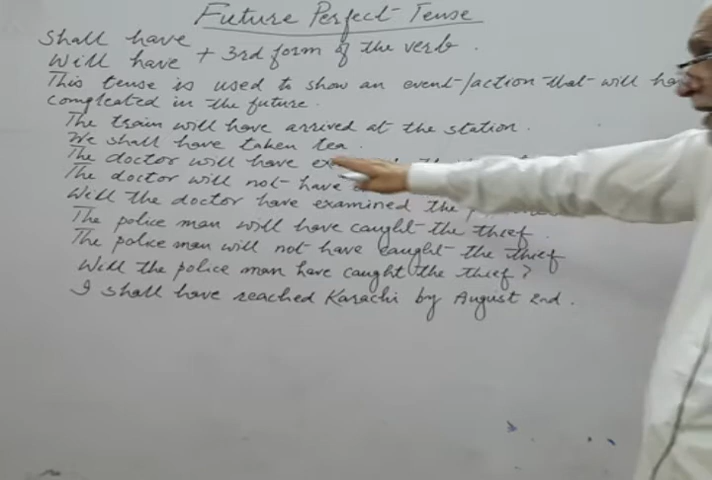 Future Perfect Tense
Shall have
Will have + 3rd form of the verb.
This tense is used to show an event/action that will ha
compleated in the future.
The train will have arrived at the station.
We shall have taken tea.
The doctor will have ex
The doctor will not have
Will the doctor have examined the
The police man will have caught the thief.
The police man will not have caught the thief
Will the police man have caught the thief?
I shall have reached Karachi by August 2nd.